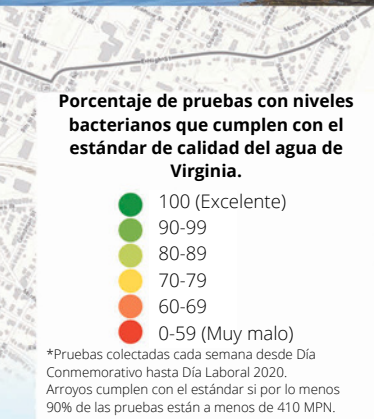 Porcentaje de pruebas con niveles
bacterianos que cumplen con el
estándar de calidad del agua de
Virginia.
100 (Excelente)
90-99
80-89
70-79
60-69
0-59 (Muy malo)
*Pruebas colectadas cada semana desde Día
Conmemorativo hasta Día Laboral 2020.
Arroyos cumplen con el estándar si por lo menos
90% de las pruebas están a menos de 410 MPN.